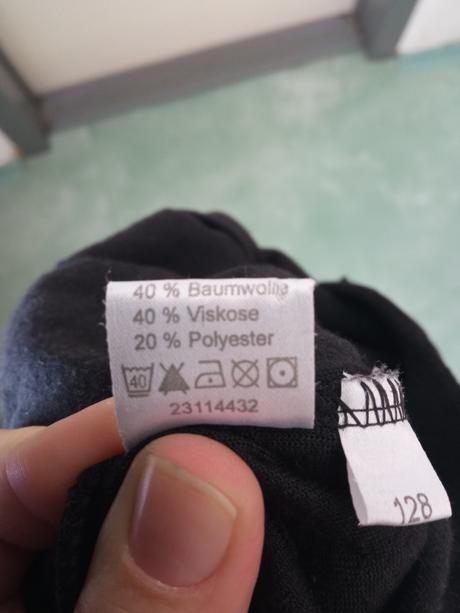 40 % Baumwolle
40 % Viskose
20 % Polyester
40
23114432
128